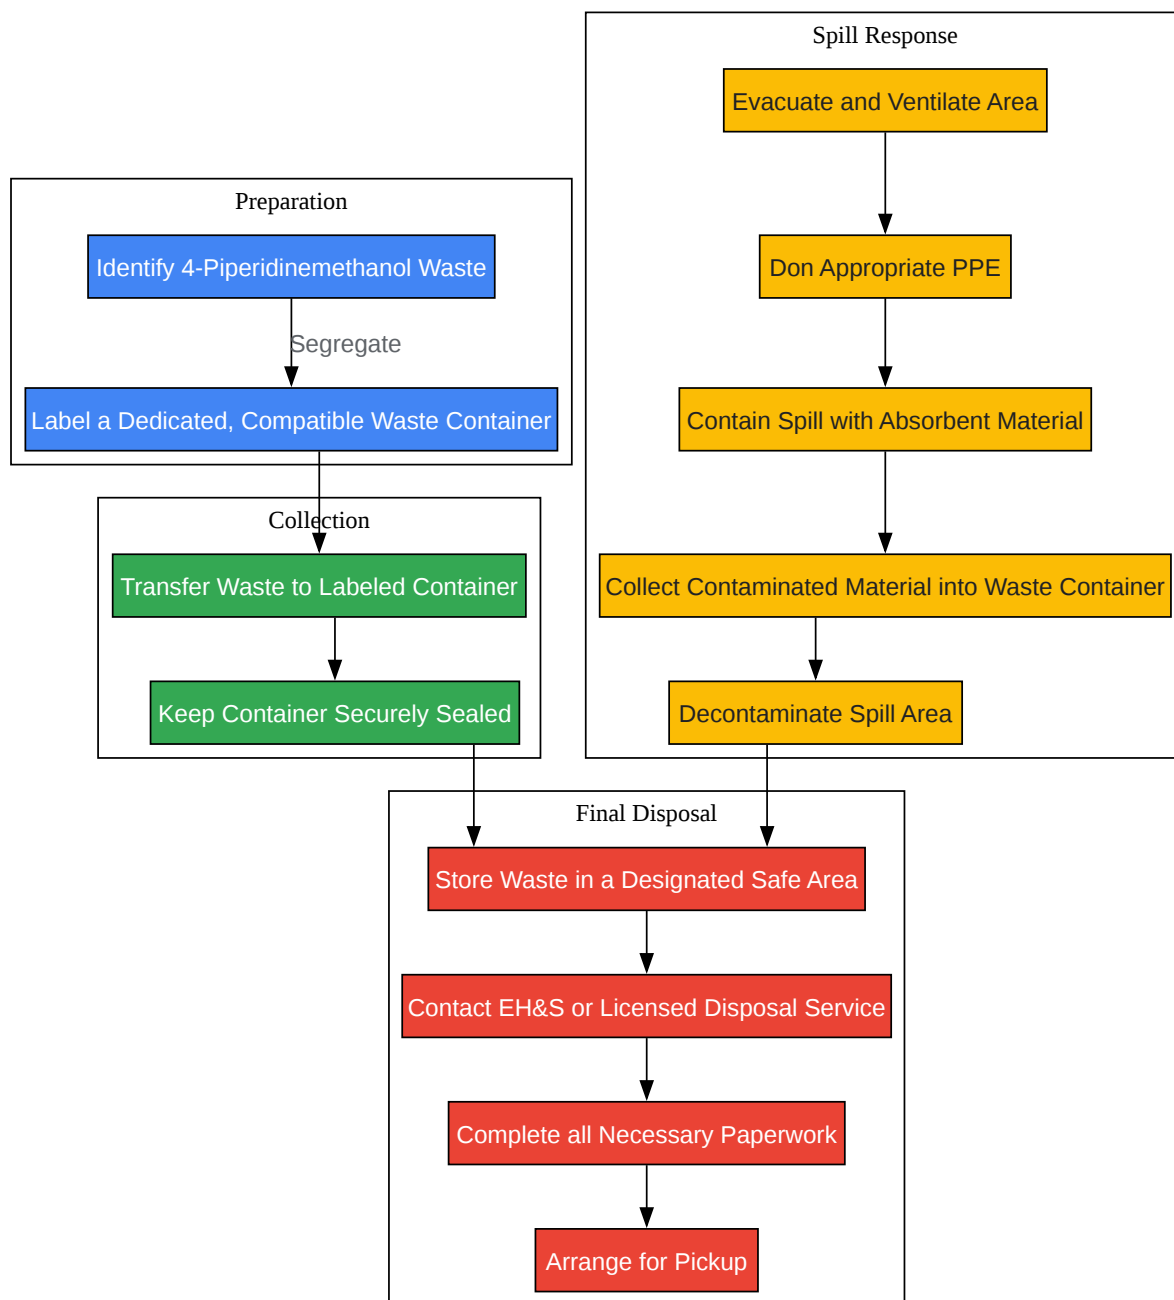 Spill Response
Evacuate and Ventilate Area
Don Appropriate PPE
Contain Spill with Absorbent Material
Collect Contaminated Material into Waste Container
Decontaminate Spill Area
Preparation
Identify 4-Piperidinemethanol Waste
Segregate
Label a Dedicated, Compatible Waste Container
Collection
Transfer Waste to Labeled Container
Keep Container Securely Sealed
Final Disposal
Store Waste in a Designated Safe Area
Contact EH&S or Licensed Disposal Service
Complete all Necessary Paperwork
Arrange for Pickup